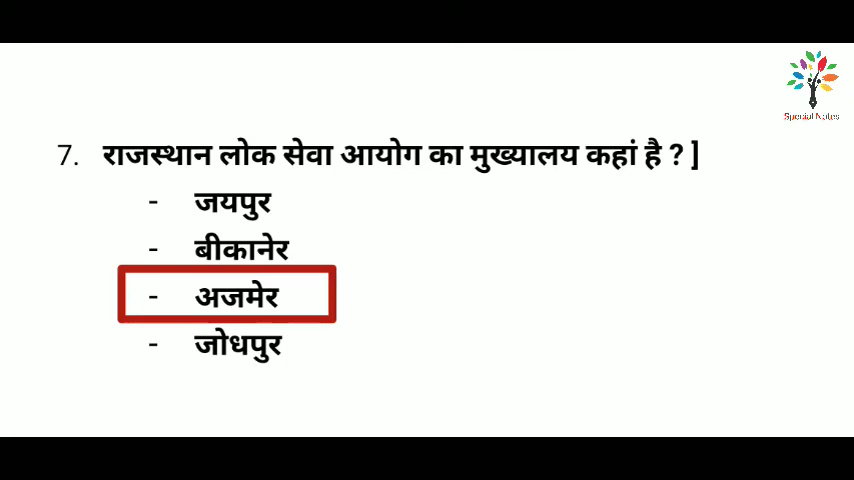 Special Notes
7. राजस्थान लोक सेवा आयोग का मुख्यालय कहां है ? ]
- जयपुर
- बीकानेर
- अजमेर
- जोधपुर